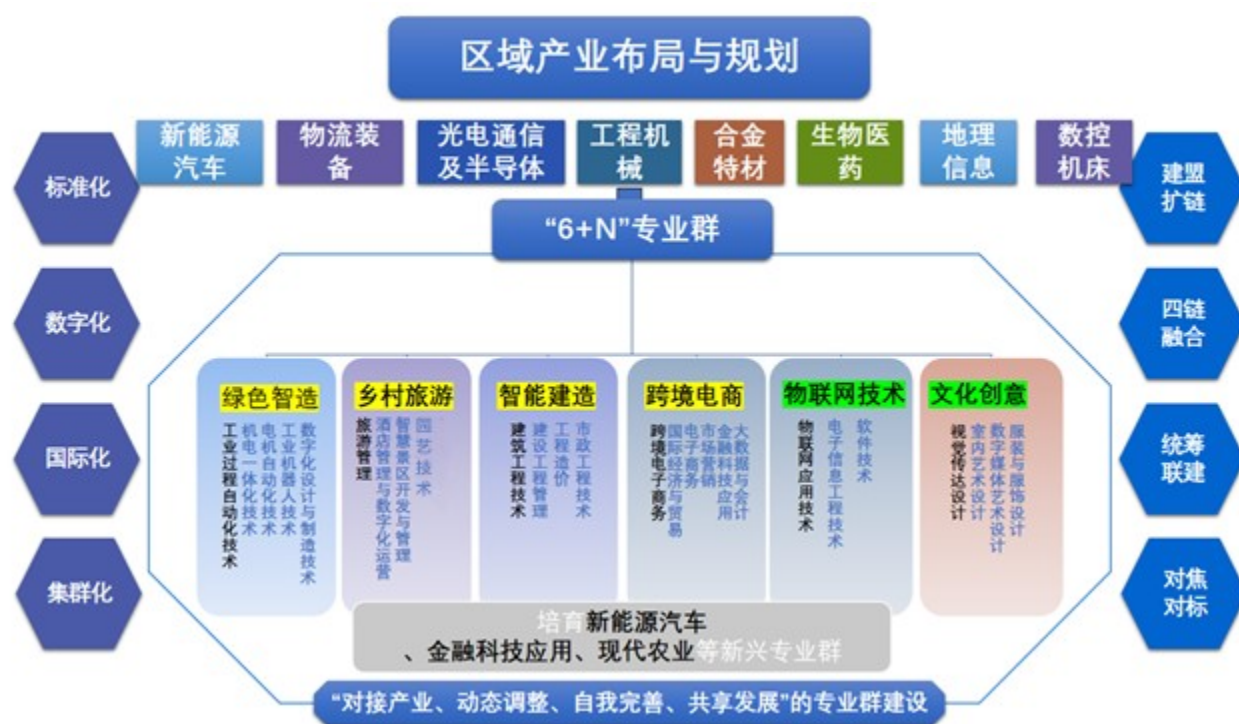 区域产业布局与规划
新能源
汽车
物流装
备
光电通信
及半导体
工程机
械
合金
特材
生物医
药
地理
信息
数控
机床
“6+N”专业群
标准化
数字化
国际化
集群化
建盟
扩链
四链
融合
统筹
联建
对焦
对标
绿色智造
工业过程自动化技术
机电一体化技术
电机自动化技术
工业机器人技术
数字化设计与制造技术
乡村旅游
旅游管理
酒店管理与数字化运营
智慧景区开发与管理
园艺技术
智能建造
建筑工程技术
建设工程管理
工程造价
市政工程技术
跨境电商
跨境电子商务
国际经济与贸易
电子商务
市场营销
金融科技应用
大数据与会计
物联网技术
物联网应用技术
电子信息工程技术
软件技术
文化创意
视觉传达设计
室内艺术设计
数字媒体艺术设计
服装与服饰设计
培育新能源汽车
、金融科技应用、现代农业等新兴专业群
“对接产业、动态调整、自我完善、共享发展”的专业群建设